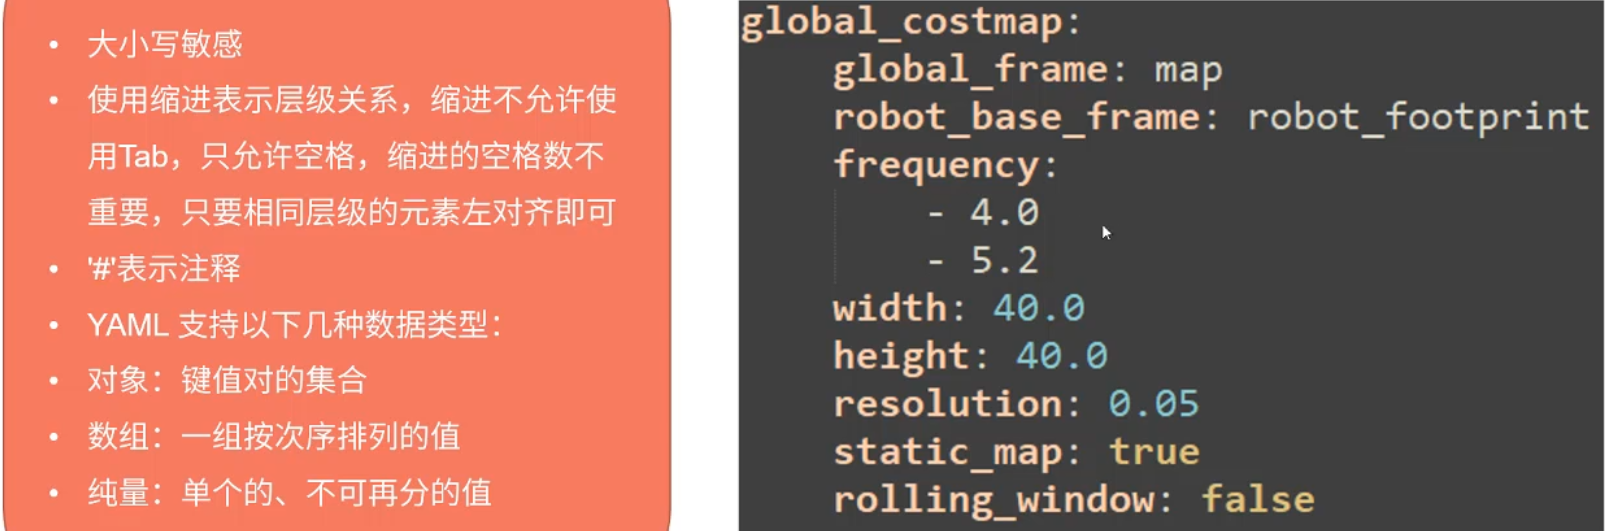 • 大小写敏感
• 使用缩进表示层级关系，缩进不允许使
用Tab，只允许空格，缩进的空格数不
重要，只要相同层级的元素左对齐即可
• '#'表示注释
• YAML 支持以下几种数据类型：
• 对象：键值对的集合
• 数组：一组按次序排列的值
• 纯量：单个的、不可再分的值
global_costmap:
    global_frame: map
    robot_base_frame: robot_footprint
    frequency:
        - 4.0
        - 5.2
    width: 40.0
    height: 40.0
    resolution: 0.05
    static_map: true
    rolling_window: false